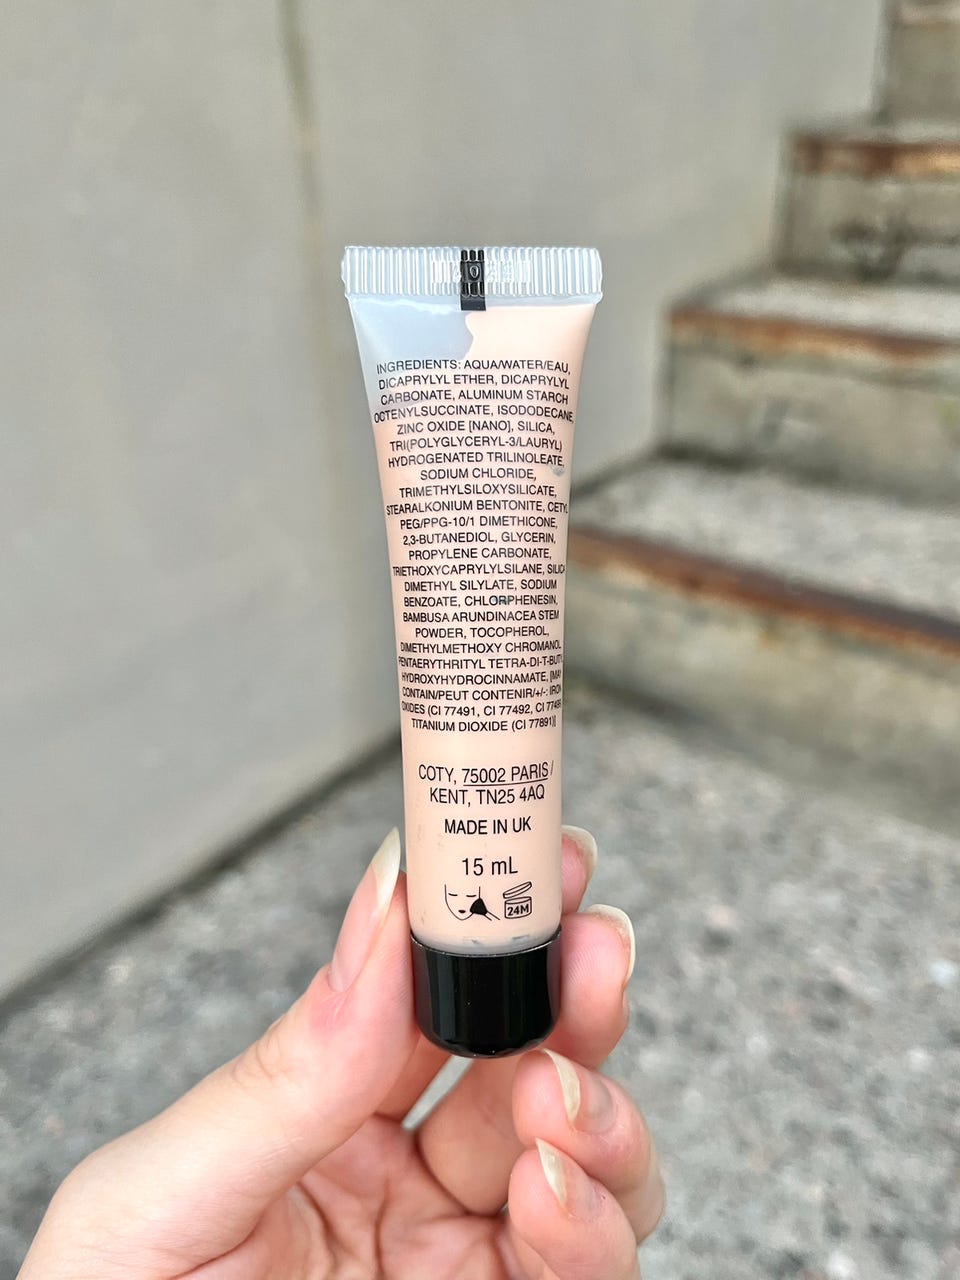 INGREDIENTS: AQUA/WATER/EAU,
DICAPRYLYL ETHER, DICAPRYLYL
CARBONATE, ALUMINUM STARCH
OCTENYLSUCCINATE, ISODODECANE,
ZINC OXIDE [NANO], SILICA,
TRI(POLYGLYCERYL-3/LAURYL)
HYDROGENATED TRILINOLEATE,
SODIUM CHLORIDE,
TRIMETHYLSILOXYSILICATE,
STEARALKONIUM BENTONITE, CETYL
PEG/PPG-10/1 DIMETHICONE,
2,3-BUTANEDIOL, GLYCERIN,
PROPYLENE CARBONATE,
TRIETHOXYCAPRYLYLSILANE, SILICA
DIMETHYL SILYLATE, SODIUM
BENZOATE, CHLORPHENESIN,
BAMBUSA ARUNDINACEA STEM
POWDER, TOCOPHEROL,
DIMETHYLMETHOXY CHROMANOL,
PENTAERYTHRITYL TETRA-DI-T-BUTYL
HYDROXYHYDROCINNAMATE, [MAY
CONTAIN/PEUT CONTENIR/+/-: IRON
OXIDES (CI 77491, CI 77492, CI 77499),
TITANIUM DIOXIDE (CI 77891)]
COTY, 75002 PARIS /
KENT, TN25 4AQ
MADE IN UK
15 mL
24M